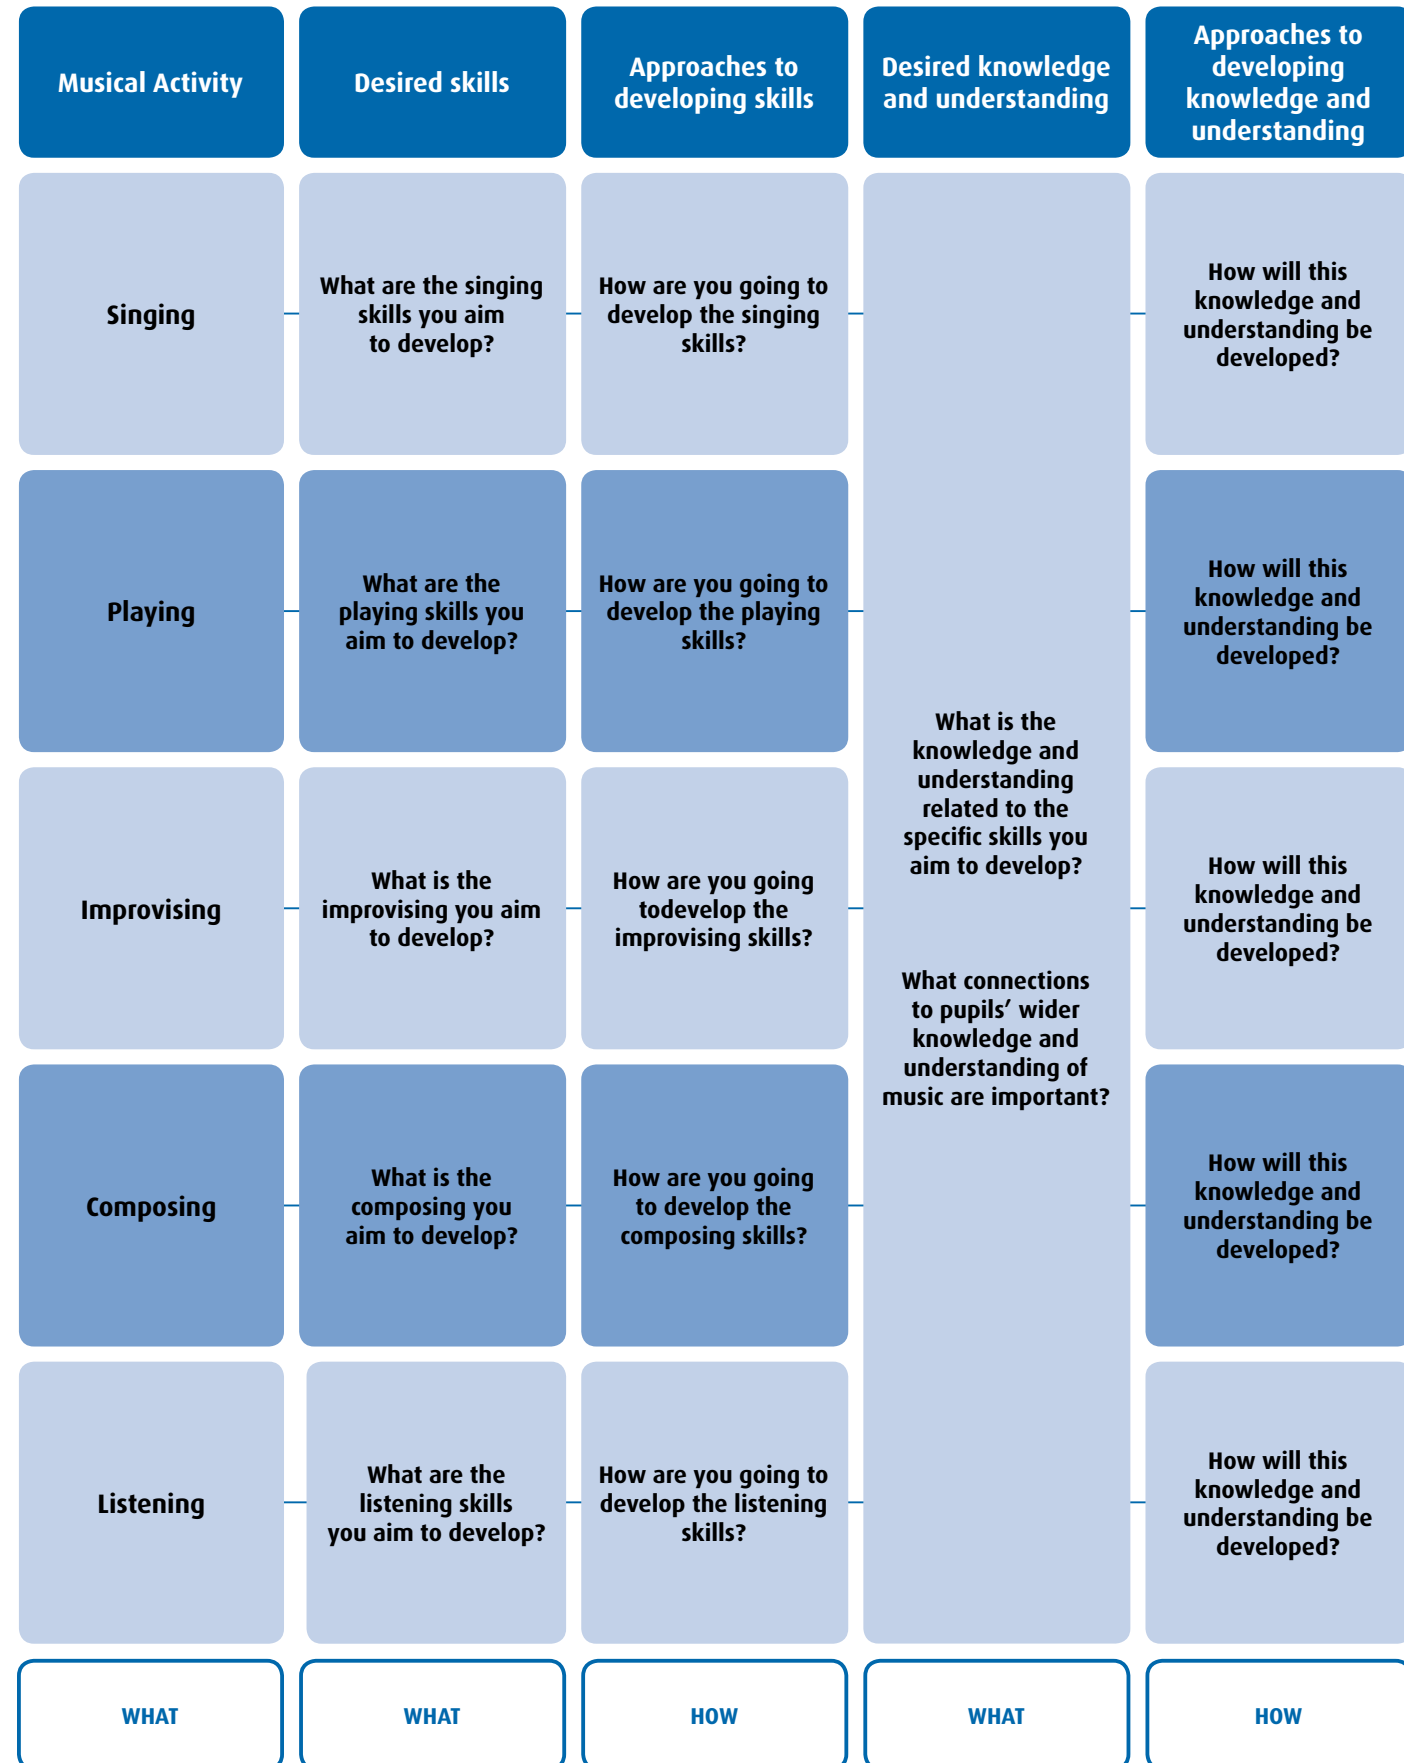 Musical Activity
Desired skills
Approaches to
developing skills
Desired knowledge
and understanding
Approaches to
developing
knowledge and
understanding
Singing
What are the singing
skills you aim
to develop?
How are you going to
develop the singing
skills?
How will this
knowledge and
understanding be
developed?
Playing
What are the
playing skills you
aim to develop?
How are you going to
develop the playing
skills?
How will this
knowledge and
understanding be
developed?
What is the
knowledge and
understanding
related to the
specific skills you
aim to develop?
What connections
to pupils’ wider
knowledge and
understanding of
music are important?
Improvising
What is the
improvising you aim
to develop?
How are you going
todevelop the
improvising skills?
How will this
knowledge and
understanding be
developed?
Composing
What is the
composing you
aim to develop?
How are you going
to develop the
composing skills?
How will this
knowledge and
understanding be
developed?
Listening
What are the
listening skills
you aim to develop?
How are you going to
develop the listening
skills?
How will this
knowledge and
understanding be
developed?
WHAT
WHAT
HOW
WHAT
HOW